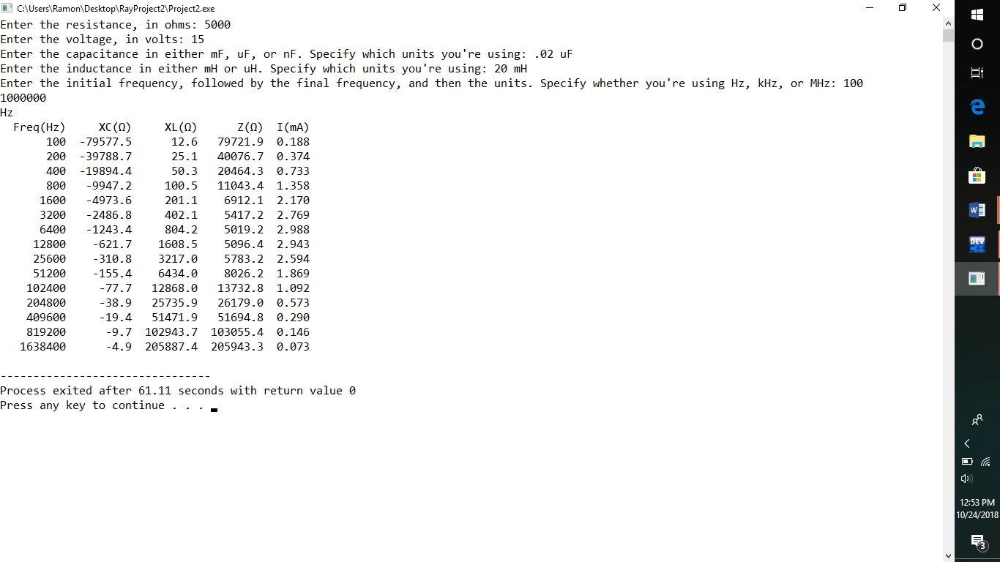 C:\Users\Ramon\Desktop\RayProject2\Project2.exe
Enter the resistance, in ohms: 5000
Enter the voltage, in volts: 15
Enter the capacitance in either mF, uF, or nF. Specify which units you're using: .02 uF
Enter the inductance in either mH or uH. Specify which units you're using: 20 mH
Enter the initial frequency, followed by the final frequency, and then the units. Specify whether you're using Hz, kHz, or MHz: 100
1000000
Hz
  Freq(Hz)     XC(Ω)     XL(Ω)      Z(Ω)  I(mA)
       100  -79577.5      12.6   79721.9  0.188
       200  -39788.7      25.1   40076.7  0.374
       400  -19894.4      50.3   20464.3  0.733
       800   -9947.2     100.5   11043.4  1.358
      1600   -4973.6     201.1    6912.1  2.170
      3200   -2486.8     402.1    5417.2  2.769
      6400   -1243.4     804.2    5019.2  2.988
     12800    -621.7    1608.5    5096.4  2.943
     25600    -310.8    3217.0    5783.2  2.594
     51200    -155.4    6434.0    8026.2  1.869
    102400     -77.7   12868.0   13732.8  1.092
    204800     -38.9   25735.9   26179.0  0.573
    409600     -19.4   51471.9   51694.8  0.290
    819200      -9.7  102943.7  103055.4  0.146
   1638400      -4.9  205887.4  205943.3  0.073
--------------------------------
Process exited after 61.11 seconds with return value 0
Press any key to continue . . .
W
DEV
12:53 PM
10/24/2018
3